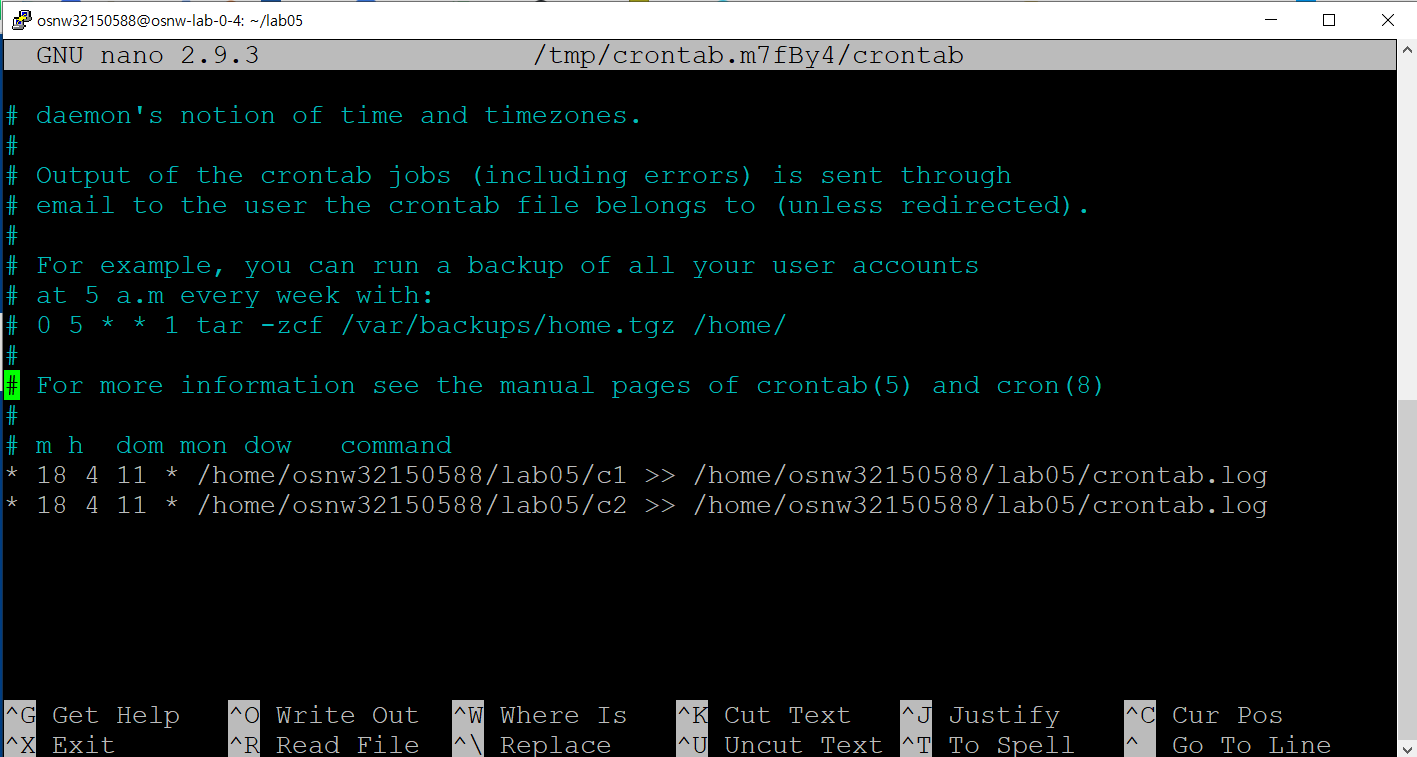 osnw32150588@osnw-lab-0-4: ~/lab05
GNU nano 2.9.3 /tmp/crontab.m7fBy4/crontab
# daemon's notion of time and timezones.
#
# Output of the crontab jobs (including errors) is sent through
# email to the user the crontab file belongs to (unless redirected).
#
# For example, you can run a backup of all your user accounts
# at 5 a.m every week with:
# 0 5 * * 1 tar -zcf /var/backups/home.tgz /home/
#
# For more information see the manual pages of crontab(5) and cron(8)
#
# m h  dom mon dow   command
* 18 4 11 * /home/osnw32150588/lab05/c1 >> /home/osnw32150588/lab05/crontab.log
* 18 4 11 * /home/osnw32150588/lab05/c2 >> /home/osnw32150588/lab05/crontab.log
^G Get Help ^O Write Out ^W Where Is ^K Cut Text ^J Justify ^C Cur Pos
^X Exit ^R Read File ^\ Replace ^U Uncut Text ^T To Spell ^ Go To Line